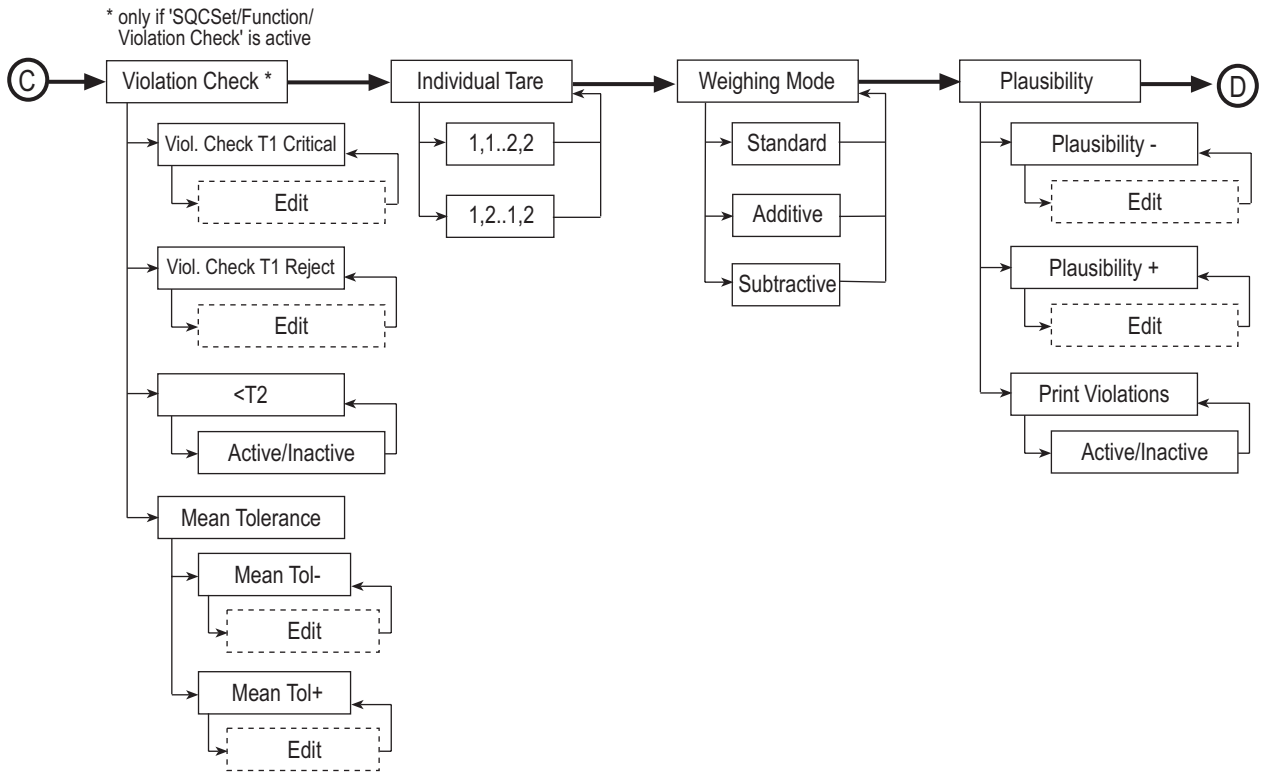 * only if 'SQCSet/Function/
Violation Check' is active
C
Violation Check *
Individual Tare
Weighing Mode
Plausibility
D
Viol. Check T1 Critical
Edit
Viol. Check T1 Reject
Edit
<T2
Active/Inactive
Mean Tolerance
Mean Tol-
Edit
Mean Tol+
Edit
1,1..2,2
1,2..1,2
Standard
Additive
Subtractive
Plausibility -
Edit
Plausibility +
Edit
Print Violations
Active/Inactive